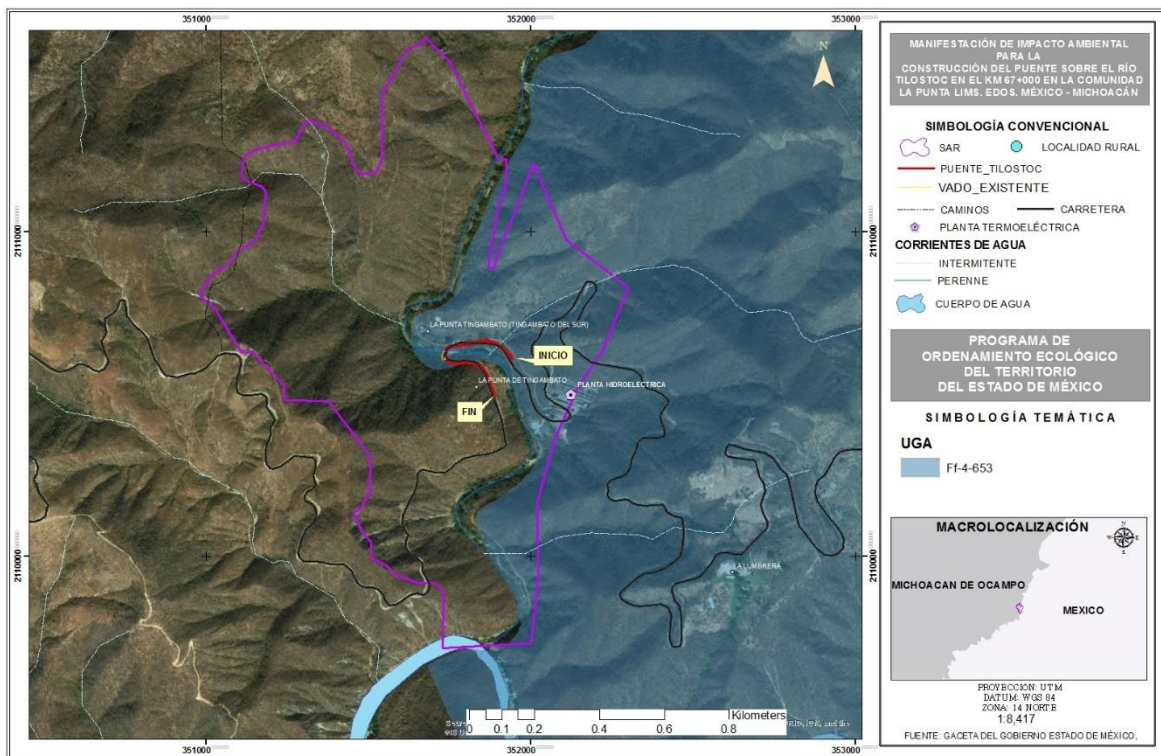 351000
352000
353000
2111000
2110000
2111000
2110000
351000
352000
353000
N
LA PUNTA TINGAMBATO (TINGAMBATO DEL SUR)
INICIO
LA PUNTA DE TINGAMBATO
PLANTA HIDROELECTRICA
FIN
LA LUMBRERA
Kilometers
0 0.1 0.2 0.4 0.6 0.8
MANIFESTACIÓN DE IMPACTO AMBIENTAL
PARA LA
CONSTRUCCIÓN DEL PUENTE SOBRE EL RÍO
TILOSTOC EN EL KM 67+000 EN LA COMUNIDAD
LA PUNTA LIMS. EDOS. MÉXICO - MICHOACÁN
SIMBOLOGÍA CONVENCIONAL
SAR
LOCALIDAD RURAL
PUENTE_TILOSTOC
VADO_EXISTENTE
CAMINOS
CARRETERA
PLANTA TERMOELÉCTRICA
CORRIENTES DE AGUA
INTERMITENTE
PERENNE
CUERPO DE AGUA
PROGRAMA DE
ORDENAMIENTO ECOLÓGICO
DEL TERRITORIO
DEL ESTADO DE MÉXICO
SIMBOLOGÍA TEMÁTICA
UGA
Ff-4-653
MACROLOCALIZACIÓN
MICHOACAN DE OCAMPO
MEXICO
PROYECCIÓN: UTM
DATUM: WGS 84
ZONA: 14 NORTE
1:8,417
FUENTE: GACETA DEL GOBIERNO ESTADO DE MÉXICO,